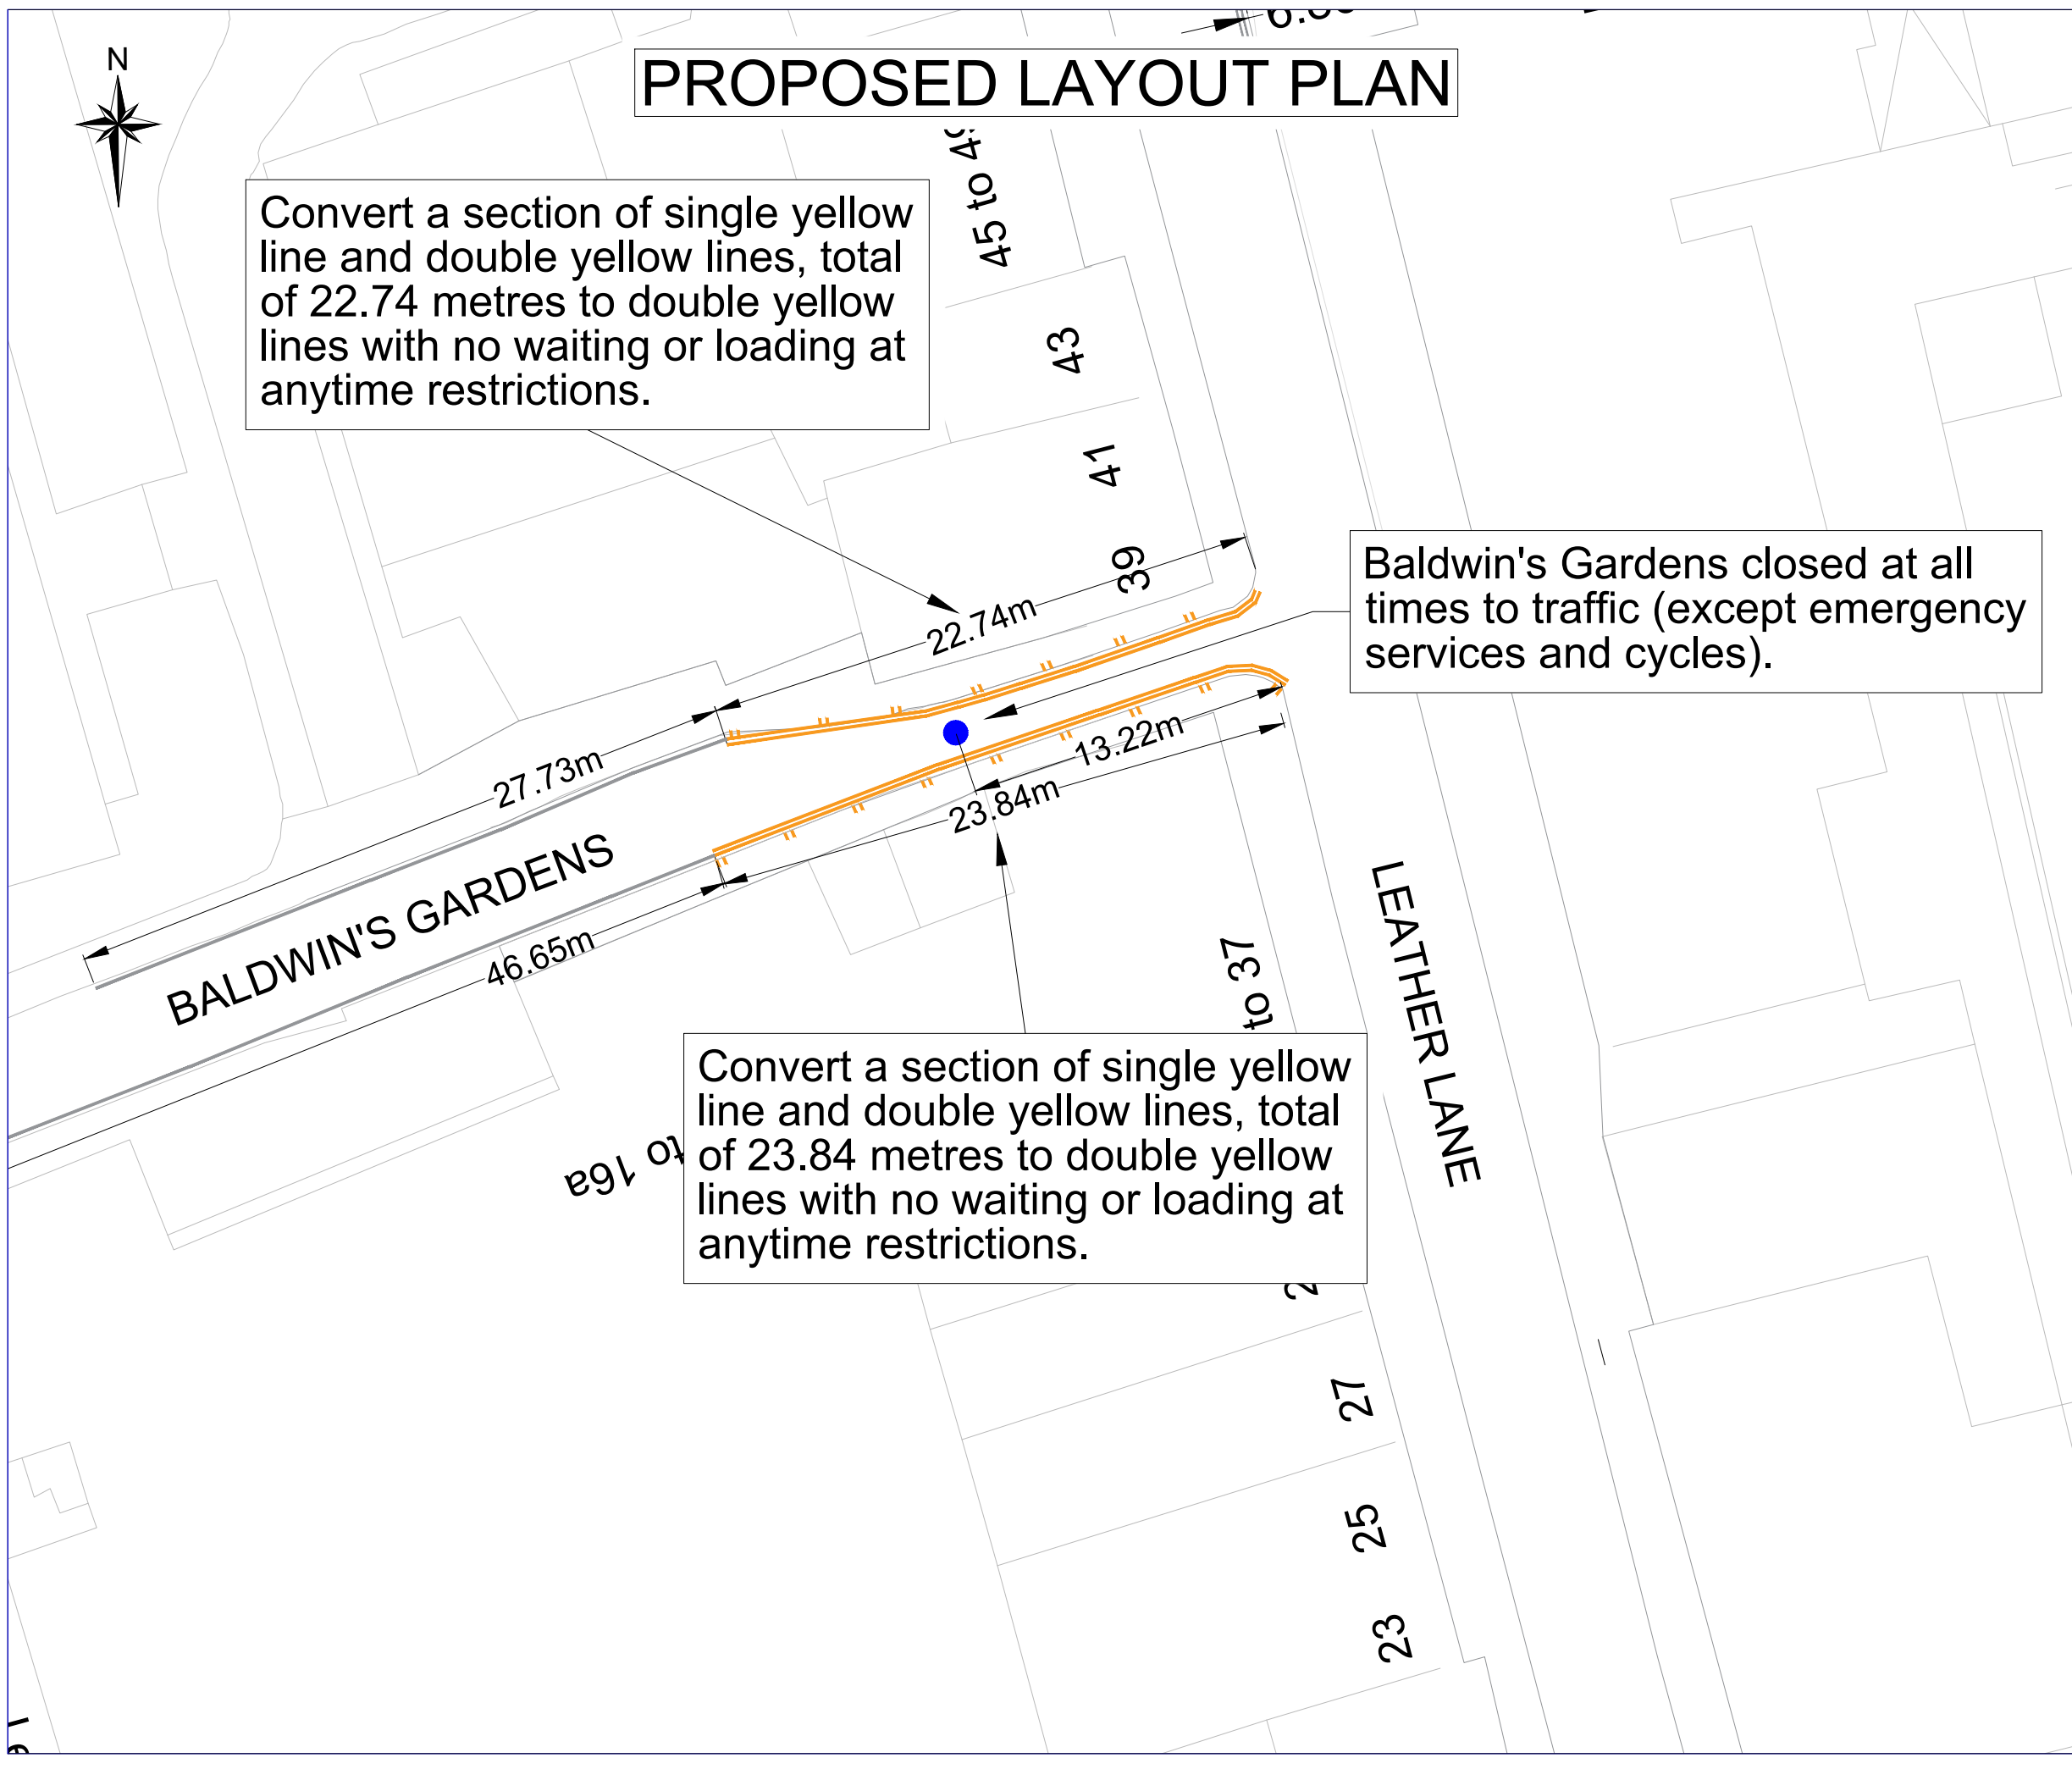 N
PROPOSED LAYOUT PLAN
45 to
Convert a section of single yellow
line and double yellow lines, total
of 22.74 metres to double yellow
lines with no waiting or loading at
anytime restrictions.
43
41
39
Baldwin's Gardens closed at all
times to traffic (except emergency
services and cycles).
22.74m
27.73m
13.22m
23.84m
BALDWIN'S GARDENS
46.65m
LEATHER LANE
to 37
Convert a section of single yellow
line and double yellow lines, total
of 23.84 metres to double yellow
lines with no waiting or loading at
anytime restrictions.
to 16a
27
25
23